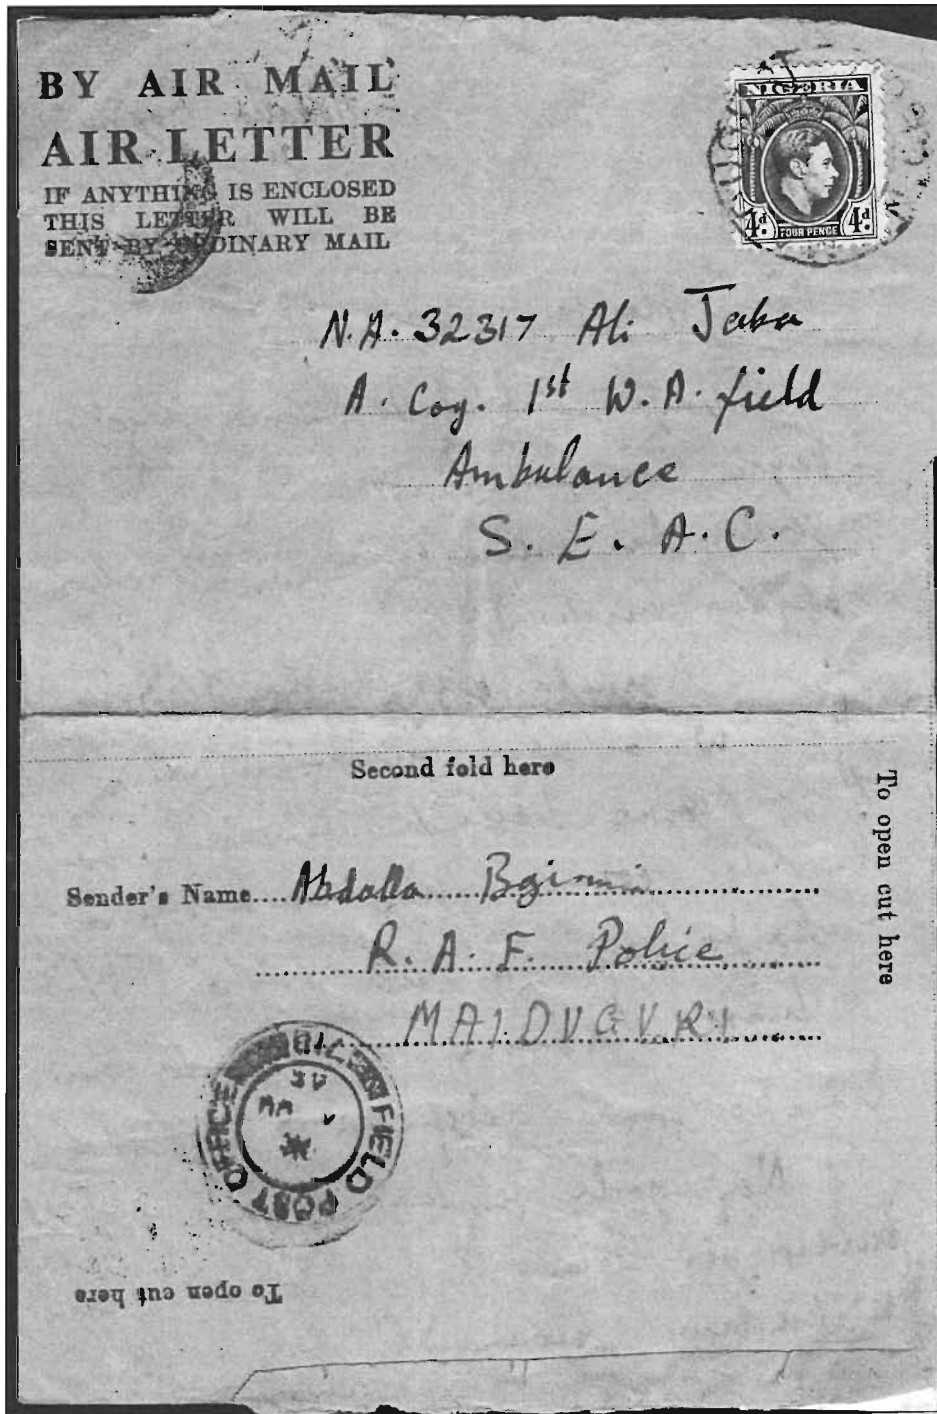 BY AIR MAIL
AIR LETTER
IF ANYTHING IS ENCLOSED
THIS LETTER WILL BE
SENT BY ORDINARY MAIL
NIGERIA
4d FOUR PENCE 4d
N.A. 32317 Ali Jaba
A. Coy. 1st W.A. field
Ambulance
S. E. A. C.
Second fold here
To open cut here
Sender's Name Abdalla
R. A. F. Police
MAIDUGURI
FIELD POST OFFICE
To open cut here